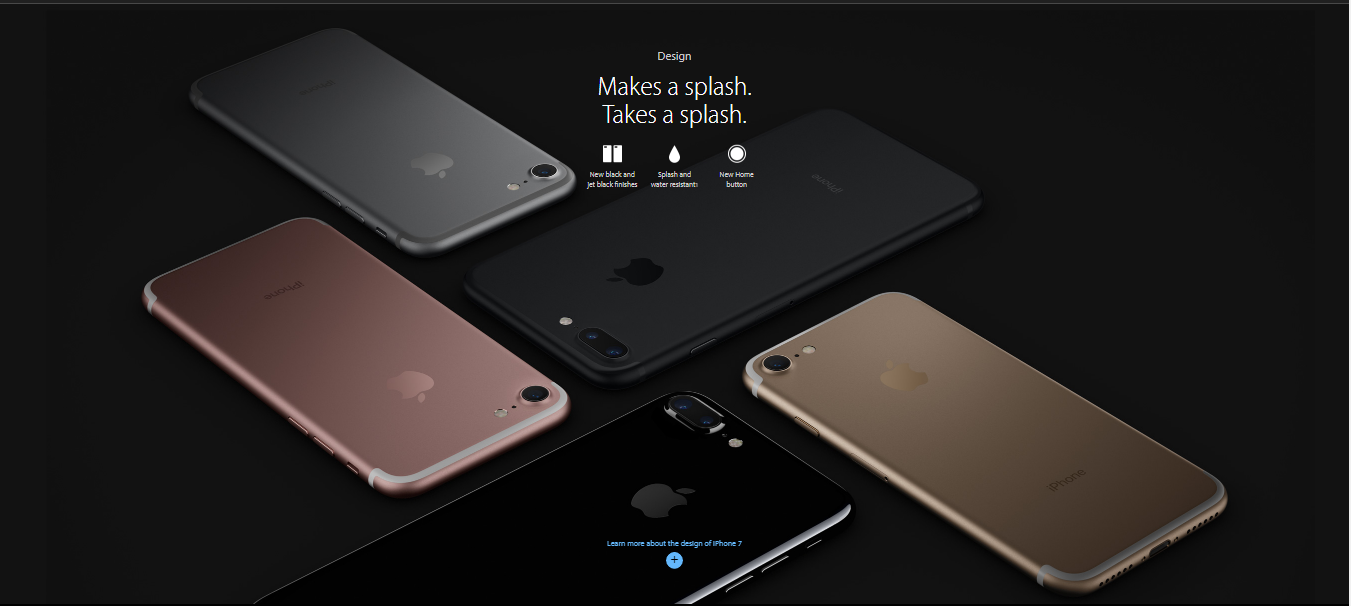 Design
Makes a splash.
Takes a splash.
New black and
jet black finishes
Splash and
water resistant1
New Home
button
iPhone
iPhone
iPhone
iPhone
Learn more about the design of iPhone 7